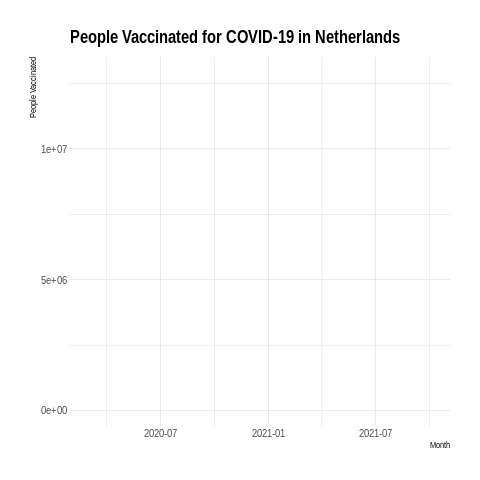 People Vaccinated for COVID-19 in Netherlands
People Vaccinated
1e+07
5e+06
0e+00
2020-07
2021-01
2021-07
Month